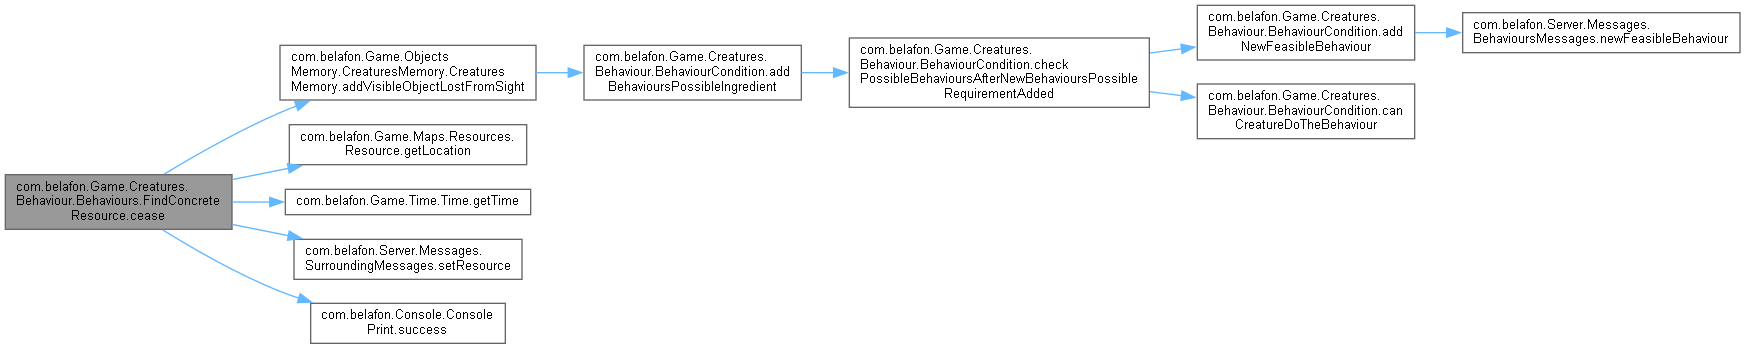 com.belafon.Game.Creatures.
Behaviour.Behaviours.FindConcrete
Resource.cease
com.belafon.Game.Objects
Memory.CreaturesMemory.Creatures
Memory.addVisibleObjectLostFromSight
com.belafon.Game.Maps.Resources.
Resource.getLocation
com.belafon.Game.Time.Time.getTime
com.belafon.Server.Messages.
SurroundingMessages.setResource
com.belafon.Console.Console
Print.success
com.belafon.Game.Creatures.
Behaviour.BehaviourCondition.add
BehavioursPossibleIngredient
com.belafon.Game.Creatures.
Behaviour.BehaviourCondition.check
PossibleBehavioursAfterNewBehavioursPossible
RequirementAdded
com.belafon.Game.Creatures.
Behaviour.BehaviourCondition.add
NewFeasibleBehaviour
com.belafon.Game.Creatures.
Behaviour.BehaviourCondition.can
CreatureDoTheBehaviour
com.belafon.Server.Messages.
BehavioursMessages.newFeasibleBehaviour